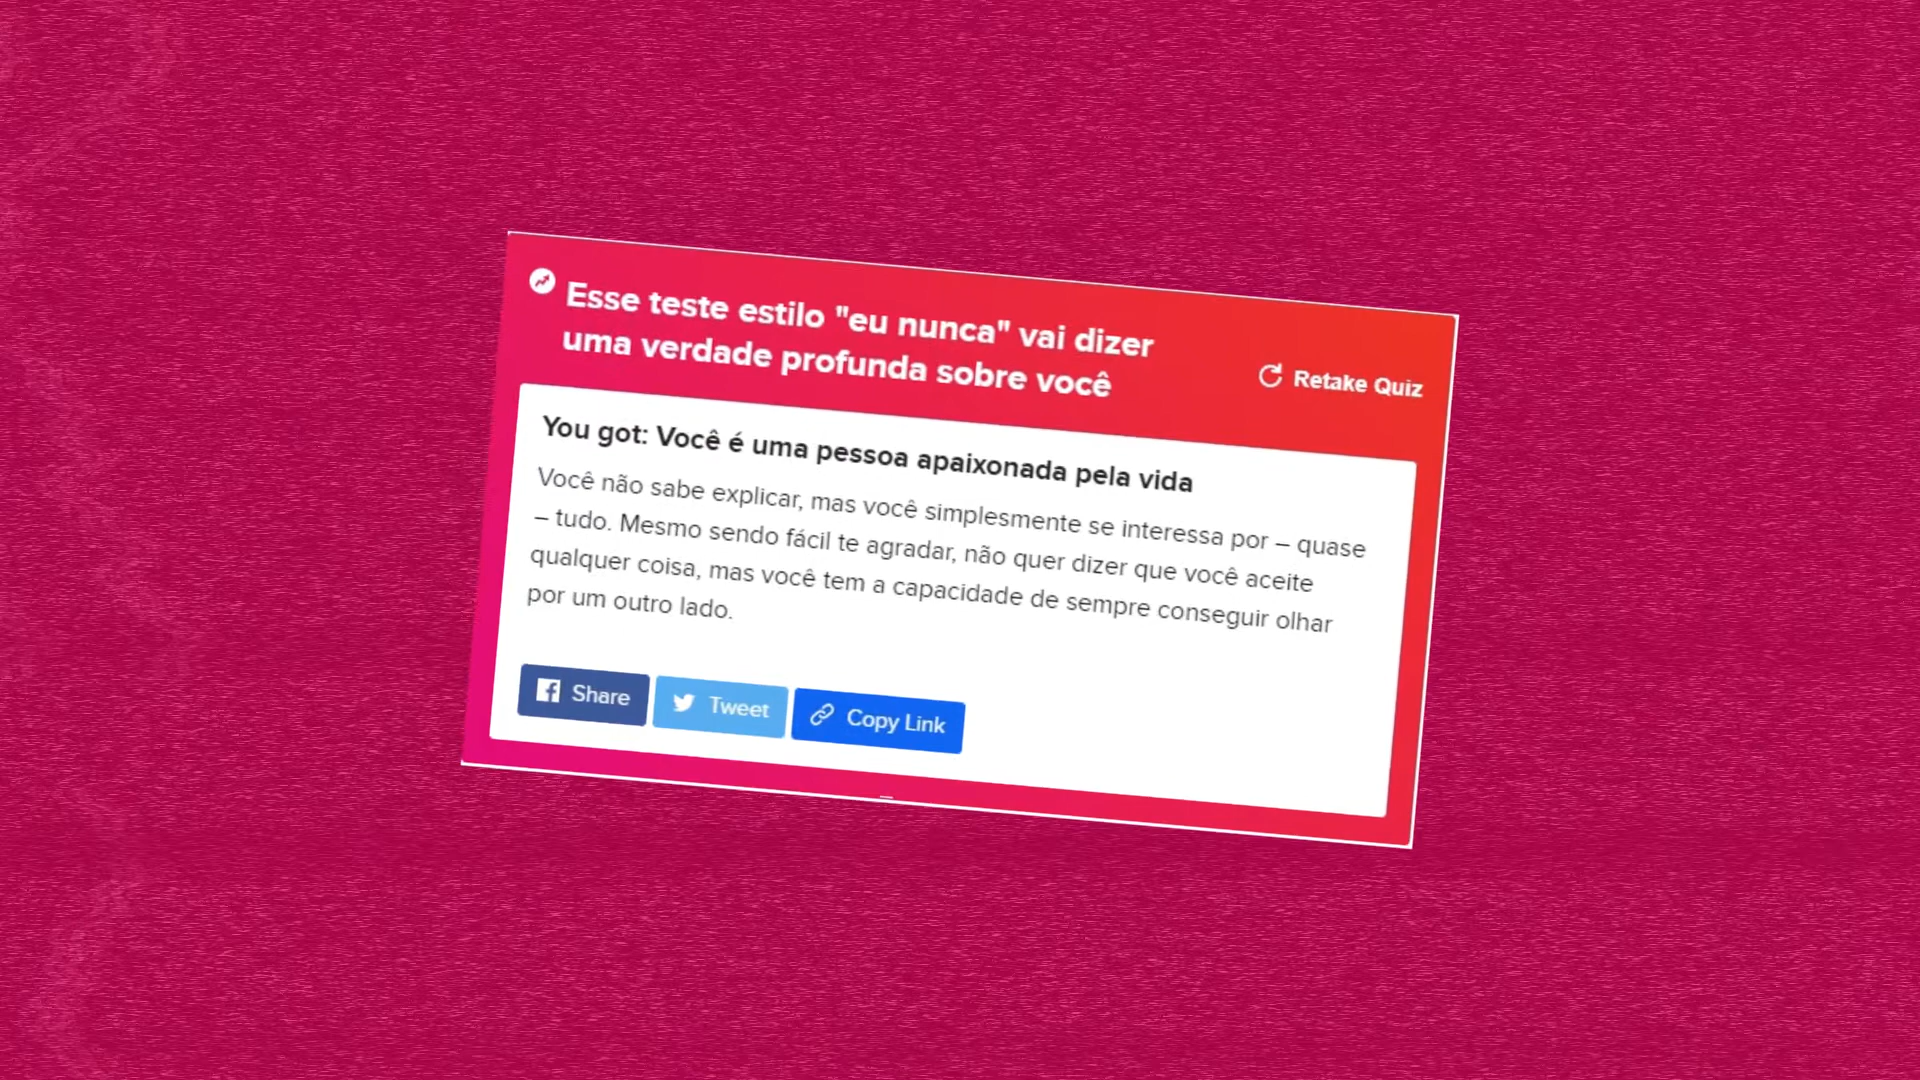 Esse teste estilo "eu nunca" vai dizer
uma verdade profunda sobre você
Retake Quiz
You got: Você é uma pessoa apaixonada pela vida
Você não sabe explicar, mas você simplesmente se interessa por – quase
– tudo. Mesmo sendo fácil te agradar, não quer dizer que você aceite
qualquer coisa, mas você tem a capacidade de sempre conseguir olhar
por um outro lado.
Share
Tweet
Copy Link